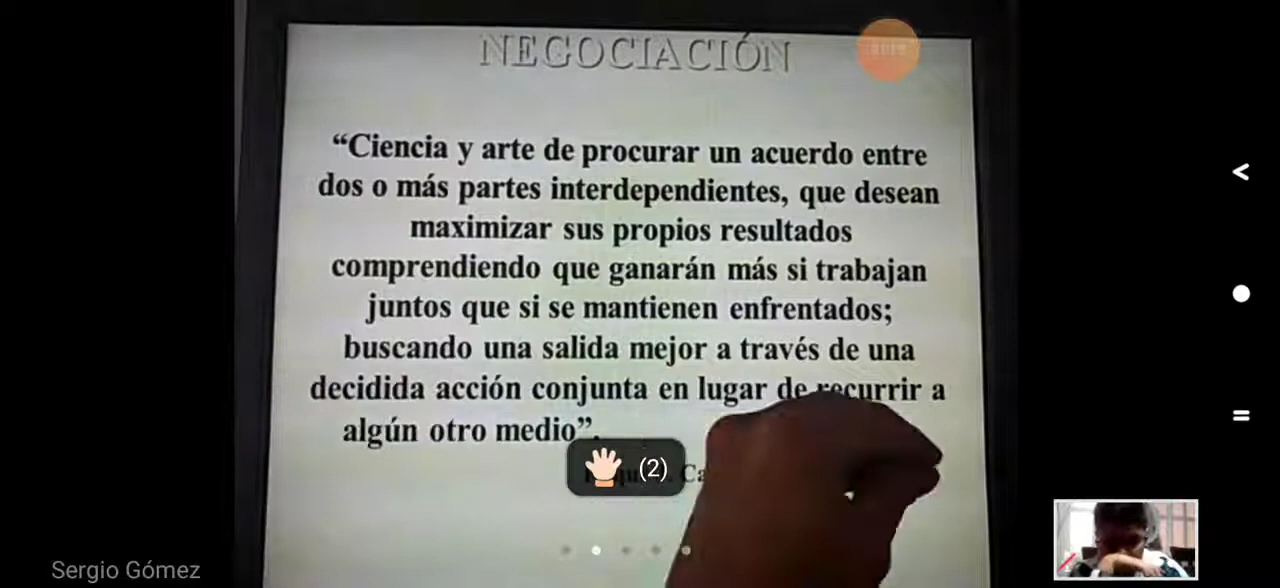 NEGOCIACIÓN
“Ciencia y arte de procurar un acuerdo entre
dos o más partes interdependientes, que desean
maximizar sus propios resultados
comprendiendo que ganarán más si trabajan
juntos que si se mantienen enfrentados;
buscando una salida mejor a través de una
decidida acción conjunta en lugar de recurrir a
algún otro medio”.
(2)
Sergio Gómez